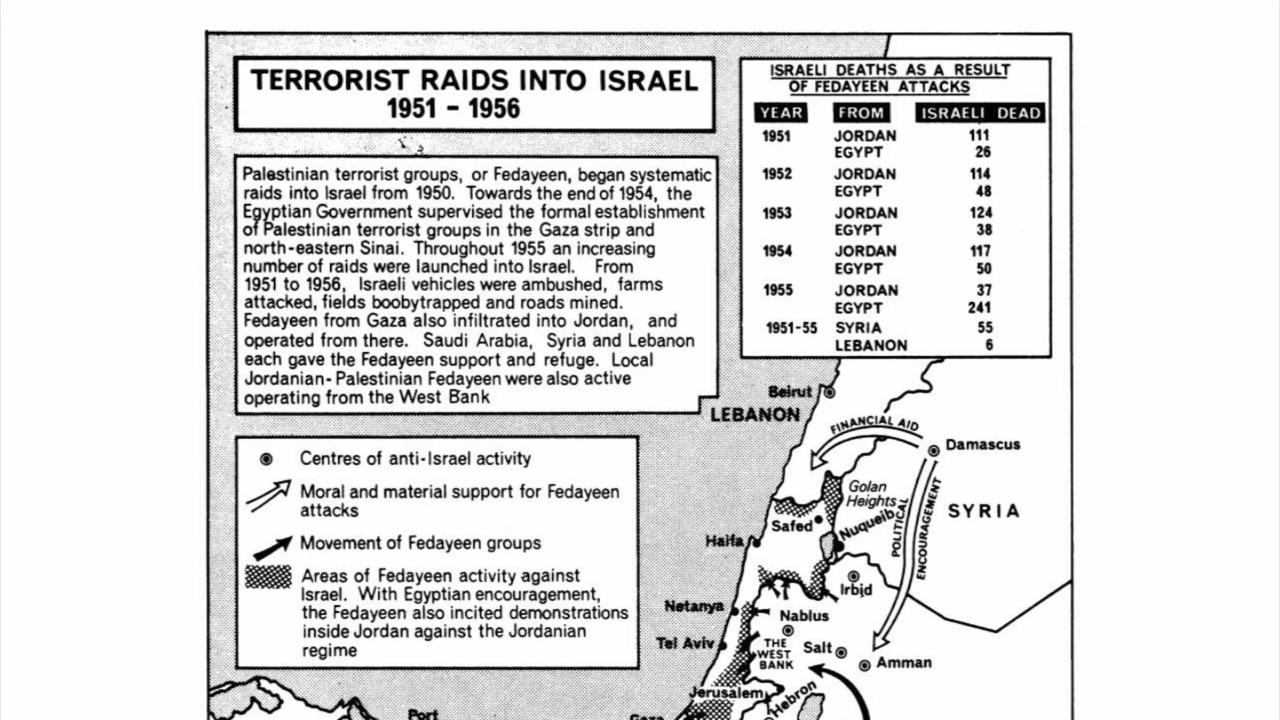 TERRORIST RAIDS INTO ISRAEL
1951 - 1956
Palestinian terrorist groups, or Fedayeen, began systematic
raids into Israel from 1950. Towards the end of 1954, the
Egyptian Government supervised the formal establishment
of Palestinian terrorist groups in the Gaza strip and
north-eastern Sinai. Throughout 1955 an increasing
number of raids were launched into Israel. From
1951 to 1956, Israeli vehicles were ambushed, farms
attacked, fields boobytrapped and roads mined.
Fedayeen from Gaza also infiltrated into Jordan, and
operated from there. Saudi Arabia, Syria and Lebanon
each gave the Fedayeen support and refuge. Local
Jordanian-Palestinian Fedayeen were also active
operating from the West Bank
ISRAELI DEATHS AS A RESULT
OF FEDAYEEN ATTACKS
YEAR FROM ISRAELI DEAD
1951 JORDAN 111
EGYPT 26
1952 JORDAN 114
EGYPT 48
1953 JORDAN 124
EGYPT 38
1954 JORDAN 117
EGYPT 50
1955 JORDAN 37
EGYPT 241
1951-55 SYRIA 55
LEBANON 6
Centres of anti-Israel activity
Moral and material support for Fedayeen
attacks
Movement of Fedayeen groups
Areas of Fedayeen activity against
Israel. With Egyptian encouragement,
the Fedayeen also incited demonstrations
inside Jordan against the Jordanian
regime
Beirut
LEBANON
FINANCIAL AID
Damascus
Golan
Heights
SYRIA
Safed
Nuqueib
POLITICAL
ENCOURAGEMENT
Haifa
Irbid
Netanya
Nablus
Tel Aviv
THE
WEST
BANK
Salt
Amman
Jerusalem
Hebron
Port
Gaza